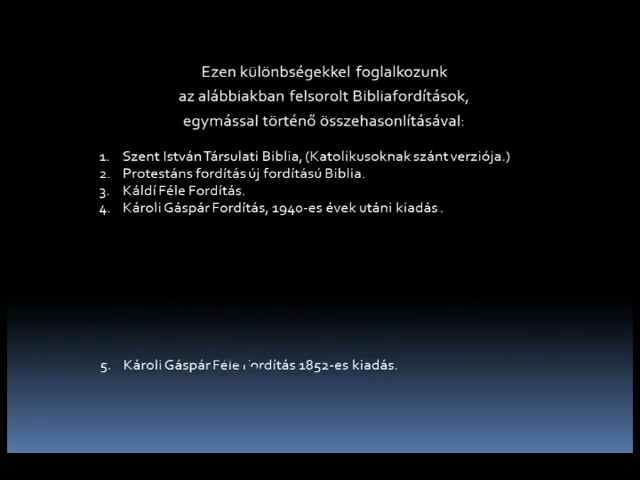 Ezen különbségekkel foglalkozunk
az alábbiakban felsorolt Bibliafordítások,
egymással történő összehasonlításával:
1. Szent István Társulati Biblia, (Katolikusoknak szánt verziója.)
2. Protestáns fordítás új fordítású Biblia.
3. Káldí Féle Fordítás.
4. Károli Gáspár Fordítás, 1940-es évek utáni kiadás .
5. Károli Gáspár Féle Fordítás 1852-es kiadás.